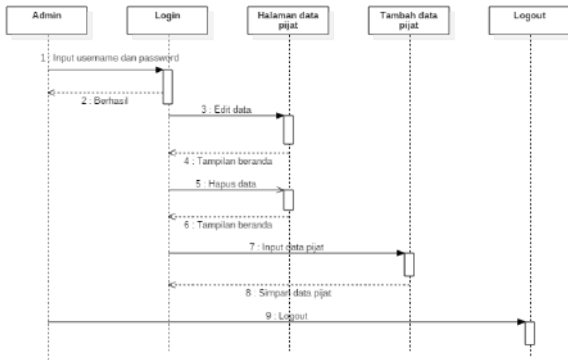 Admin
Login
Halaman data
pijat
Tambah data
pijat
Logout
1 : Input username dan password
2 : Berhasil
3 : Edit data
4 : Tampilan beranda
5 : Hapus data
6 : Tampilan beranda
7 : Input data pijat
8 : Simpan data pijat
9 : Logout